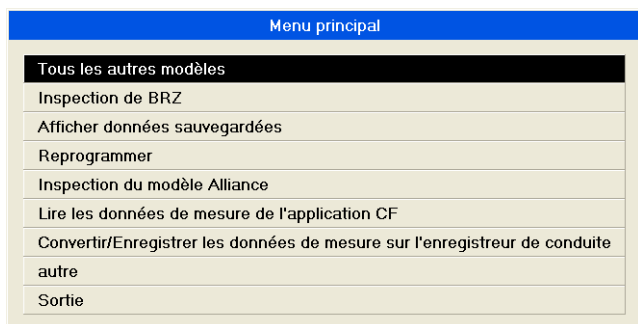 Menu principal
Tous les autres modèles
Inspection de BRZ
Afficher données sauvegardées
Reprogrammer
Inspection du modèle Alliance
Lire les données de mesure de l'application CF
Convertir/Enregistrer les données de mesure sur l'enregistreur de conduite
autre
Sortie